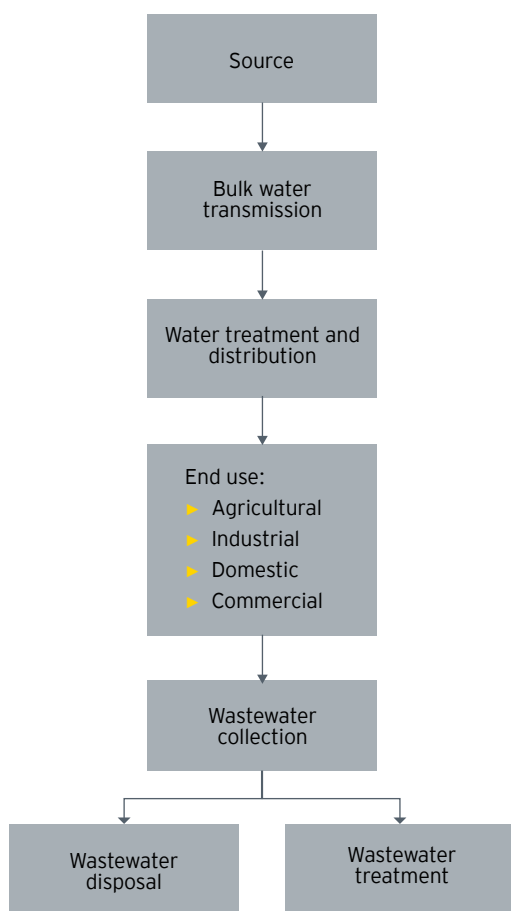 Source
Bulk water
transmission
Water treatment and
distribution
End use:
► Agricultural
► Industrial
► Domestic
► Commercial
Wastewater
collection
Wastewater
disposal
Wastewater
treatment